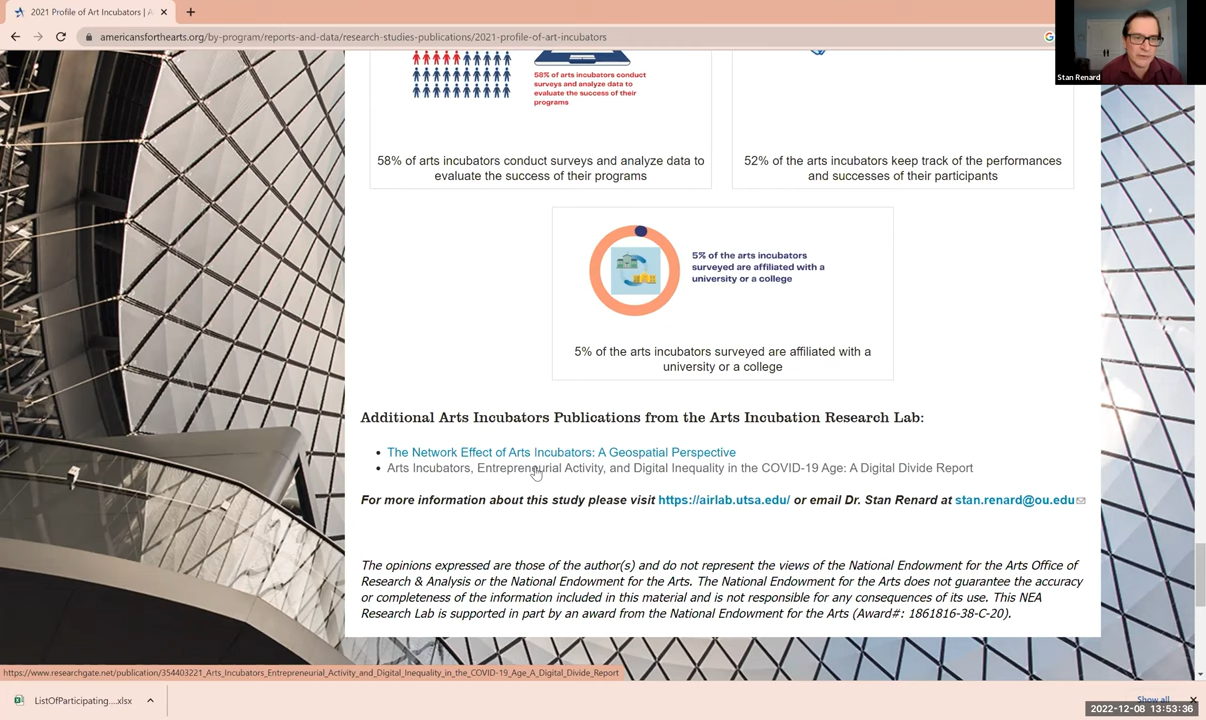 2021 Profile of Art Incubators | A
americansforthearts.org/by-program/reports-and-data/research-studies-publications/2021-profile-of-art-incubators
Stan Renard
58% of arts incubators conduct
surveys and analyze data to
evaluate the success of their
programs
58% of arts incubators conduct surveys and analyze data to
evaluate the success of their programs
52% of the arts incubators keep track of the performances
and successes of their participants
5% of the arts incubators
surveyed are affiliated with a
university or a college
5% of the arts incubators surveyed are affiliated with a
university or a college
Additional Arts Incubators Publications from the Arts Incubation Research Lab:
• The Network Effect of Arts Incubators: A Geospatial Perspective
• Arts Incubators, Entrepreneurial Activity, and Digital Inequality in the COVID-19 Age: A Digital Divide Report
For more information about this study please visit https://airlab.utsa.edu/ or email Dr. Stan Renard at stan.renard@ou.edu
The opinions expressed are those of the author(s) and do not represent the views of the National Endowment for the Arts Office of
Research & Analysis or the National Endowment for the Arts. The National Endowment for the Arts does not guarantee the accuracy
or completeness of the information included in this material and is not responsible for any consequences of its use. This NEA
Research Lab is supported in part by an award from the National Endowment for the Arts (Award#: 1861816-38-C-20).
https://www.researchgate.net/publication/354403221_Arts_Incubators_Entrepreneurial_Activity_and_Digital_Inequality_in_the_COVID-19_Age_A_Digital_Divide_Report
ListOfParticipating....xlsx
Show all
2022-12-08 13:53:36